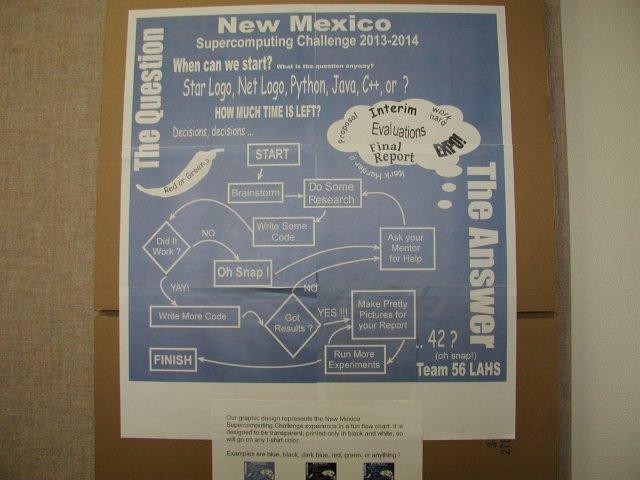 New Mexico
Supercomputing Challenge 2013-2014
The Question
When can we start? What is the question anyway?
Star Logo, Net Logo, Python, Java, C++, or ?
HOW MUCH TIME IS LEFT?
Decisions, decisions ...
Proposal
Interim
work hard
Evaluations
Final
Report
EXPO!
Work Harder !!
Red or Green?
START
Brainstorm
Do Some
Research
Write Some
Code
Did It
Work ?
NO
Oh Snap !
Ask your
Mentor
for Help
YAY!
NO
Write More Code
Got
Results ?
YES !!!
Make Pretty
Pictures for
your Report
Run More
Experiments
FINISH
The Answer
.. 42 ?
(oh snap!)
Team 56 LAHS
Our graphic design represents the New Mexico
Supercomputing Challenge experience in a fun flow chart. It is
designed to be transparent, printed only in black and white, so
will go on any t-shirt color.
Examples are blue, black, dark blue, red, green, or anything !